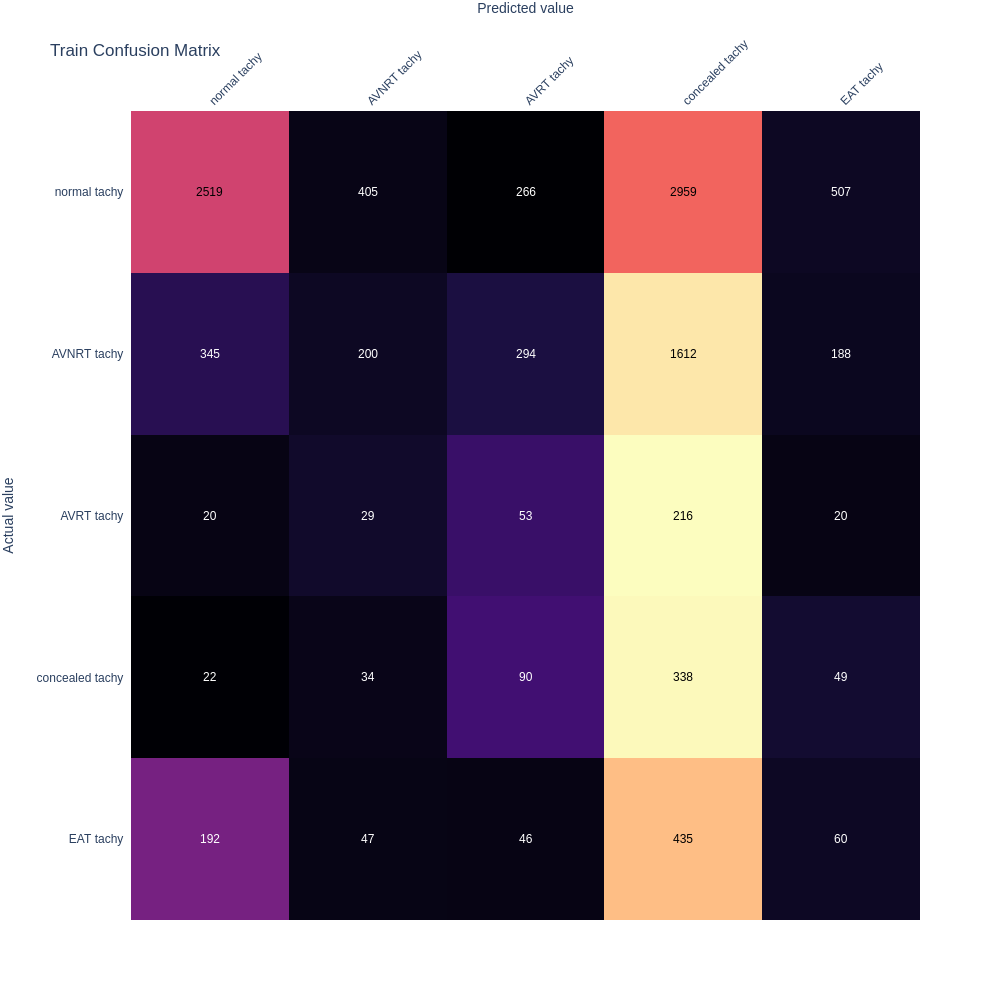 Predicted value
Train Confusion Matrix
normal tachy AVNRT tachy AVRT tachy concealed tachy EAT tachy
Actual value
normal tachy 2519 405 266 2959 507
AVNRT tachy 345 200 294 1612 188
AVRT tachy 20 29 53 216 20
concealed tachy 22 34 90 338 49
EAT tachy 192 47 46 435 60